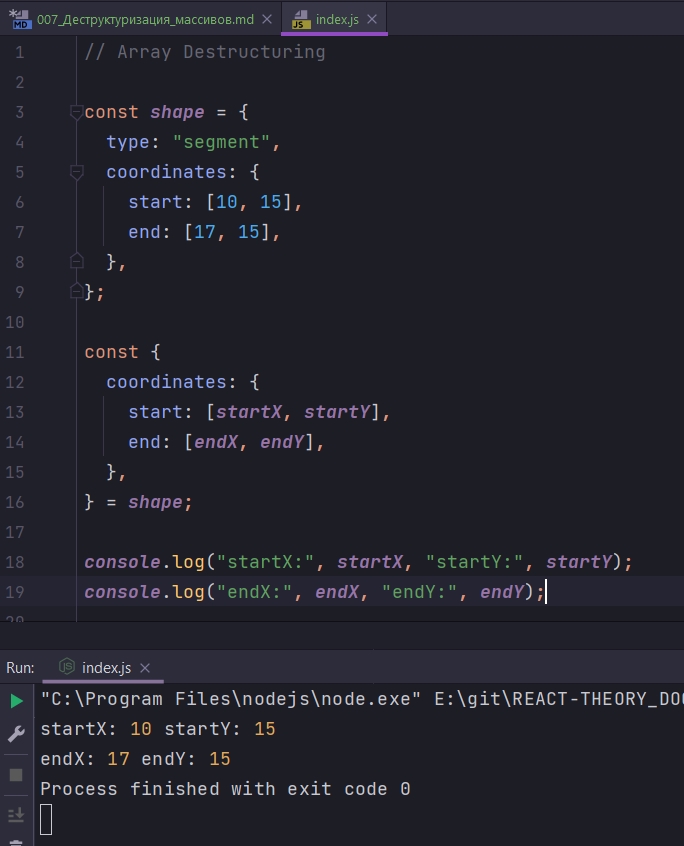 *MD 007_Деструктуризация_массивов.md × JS index.js ×
1 // Array Destructuring
2
3 const shape = {
4   type: "segment",
5   coordinates: {
6     start: [10, 15],
7     end: [17, 15],
8   },
9 };
10
11 const {
12   coordinates: {
13     start: [startX, startY],
14     end: [endX, endY],
15   },
16 } = shape;
17
18 console.log("startX:", startX, "startY:", startY);
19 console.log("endX:", endX, "endY:", endY);
20
Run: JS index.js ×
"C:\Program Files\nodejs\node.exe" E:\git\REACT-THEORY_DOC
startX: 10 startY: 15
endX: 17 endY: 15
Process finished with exit code 0